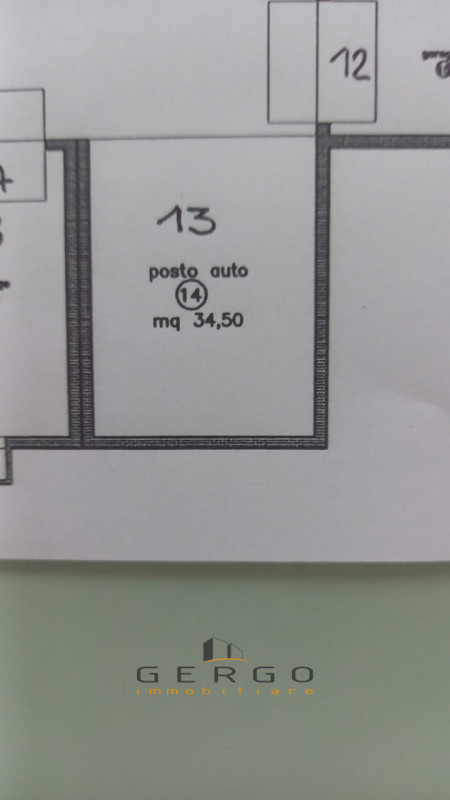 12
13
posto auto
14
mq 34,50
GERGO
immobiliare